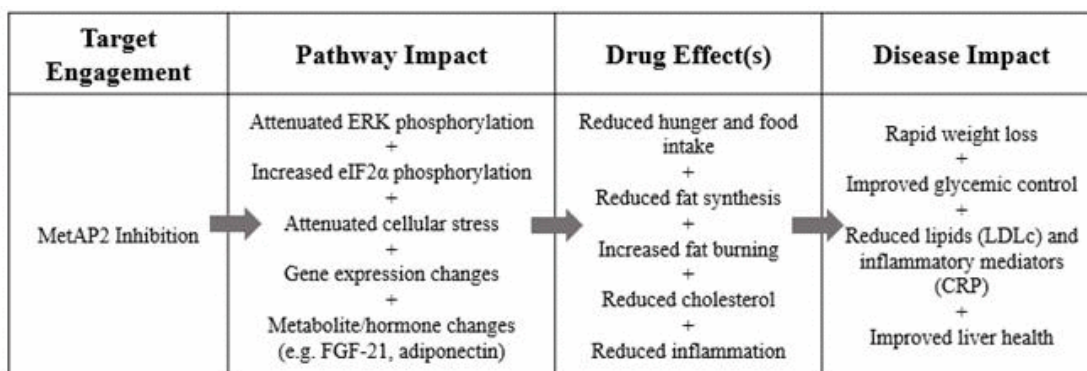 Target
Engagement
Pathway Impact
Drug Effect(s)
Disease Impact
MetAP2 Inhibition
Attenuated ERK phosphorylation
+
Increased eIF2α phosphorylation
+
Attenuated cellular stress
+
Gene expression changes
+
Metabolite/hormone changes
(e.g. FGF-21, adiponectin)
Reduced hunger and food
intake
+
Reduced fat synthesis
+
Increased fat burning
+
Reduced cholesterol
+
Reduced inflammation
Rapid weight loss
+
Improved glycemic control
+
Reduced lipids (LDLc) and
inflammatory mediators
(CRP)
+
Improved liver health